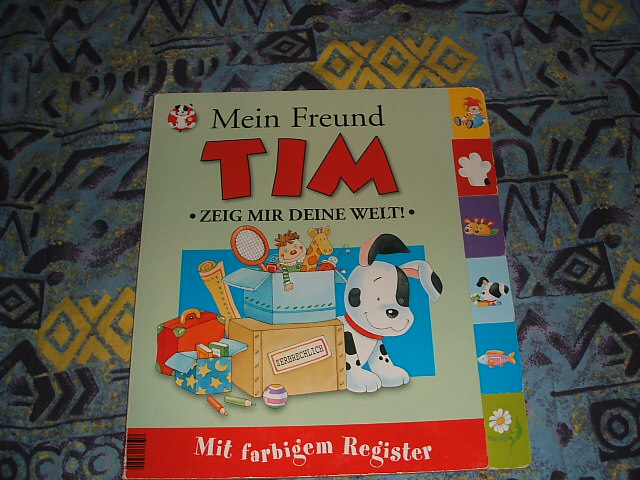 Mein Freund
TIM
• ZEIG MIR DEINE WELT! •
ZERBRECHLICH
Mit farbigem Register